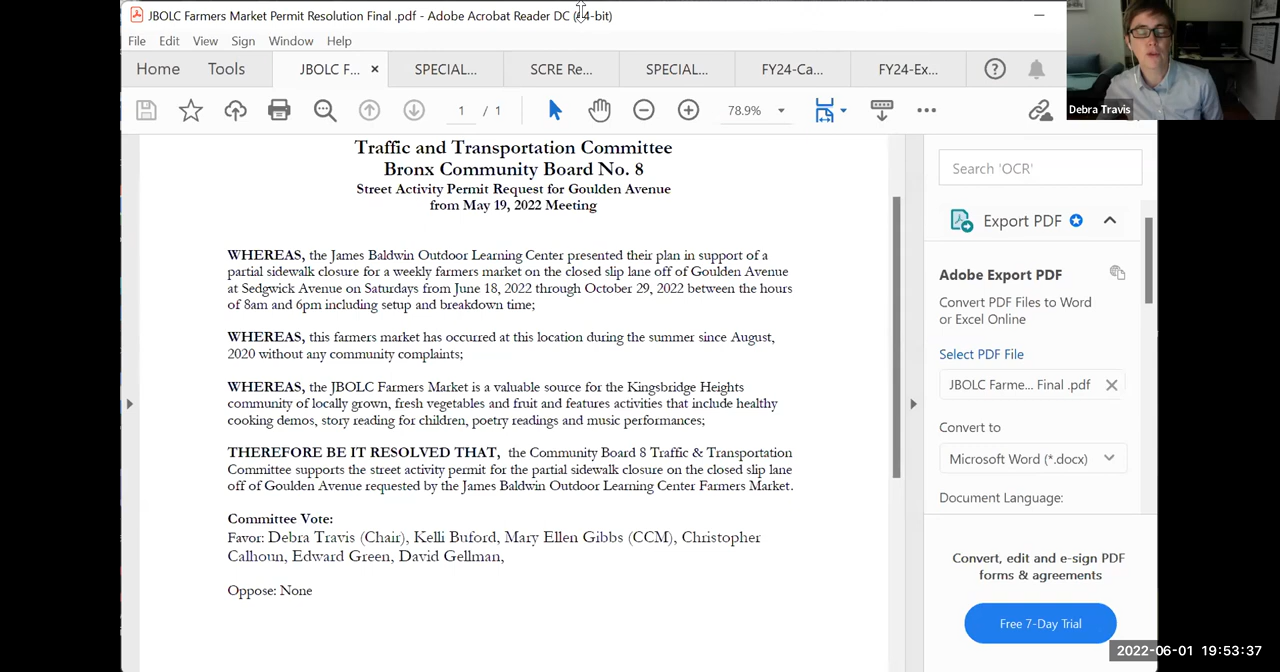 JBOLC Farmers Market Permit Resolution Final .pdf - Adobe Acrobat Reader DC (64-bit)
File Edit View Sign Window Help
Home Tools JBOLC F... × SPECIAL... SCRE Re... SPECIAL... FY24-Ca... FY24-Ex...
Debra Travis
1 / 1 78.9%
Traffic and Transportation Committee
Bronx Community Board No. 8
Street Activity Permit Request for Goulden Avenue
from May 19, 2022 Meeting
WHEREAS, the James Baldwin Outdoor Learning Center presented their plan in support of a
partial sidewalk closure for a weekly farmers market on the closed slip lane off of Goulden Avenue
at Sedgwick Avenue on Saturdays from June 18, 2022 through October 29, 2022 between the hours
of 8am and 6pm including setup and breakdown time;
WHEREAS, this farmers market has occurred at this location during the summer since August,
2020 without any community complaints;
WHEREAS, the JBOLC Farmers Market is a valuable source for the Kingsbridge Heights
community of locally grown, fresh vegetables and fruit and features activities that include healthy
cooking demos, story reading for children, poetry readings and music performances;
THEREFORE BE IT RESOLVED THAT, the Community Board 8 Traffic & Transportation
Committee supports the street activity permit for the partial sidewalk closure on the closed slip lane
off of Goulden Avenue requested by the James Baldwin Outdoor Learning Center Farmers Market.
Committee Vote:
Favor: Debra Travis (Chair), Kelli Buford, Mary Ellen Gibbs (CCM), Christopher
Calhoun, Edward Green, David Gellman,
Oppose: None
Search 'OCR'
Export PDF
Adobe Export PDF
Convert PDF Files to Word
or Excel Online
Select PDF File
JBOLC Farme... Final .pdf
Convert to
Microsoft Word (*.docx)
Document Language:
Convert, edit and e-sign PDF
forms & agreements
Free 7-Day Trial
2022-06-01 19:53:37